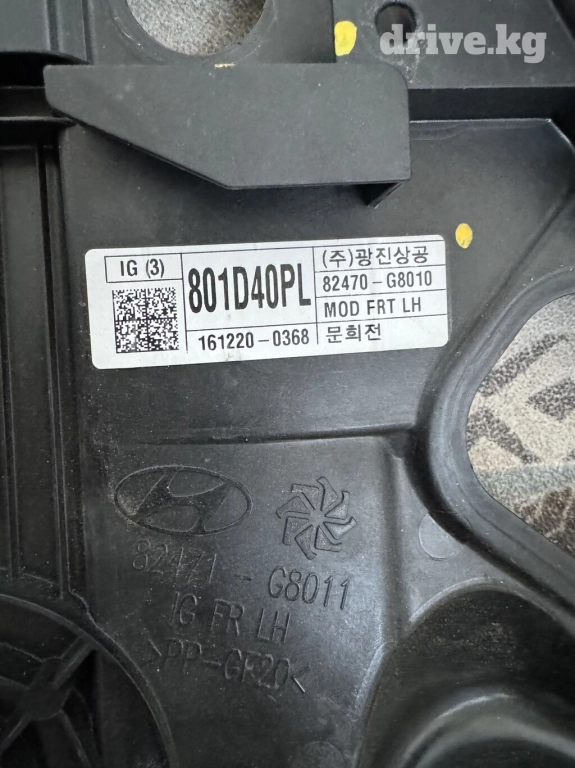 drive.kg
IG (3)
801D40PL
161220-0368
(주)광진상공
82470-G8010
MOD FRT LH
문희전
82471-G8011
IG FR LH
>PP-GF20<